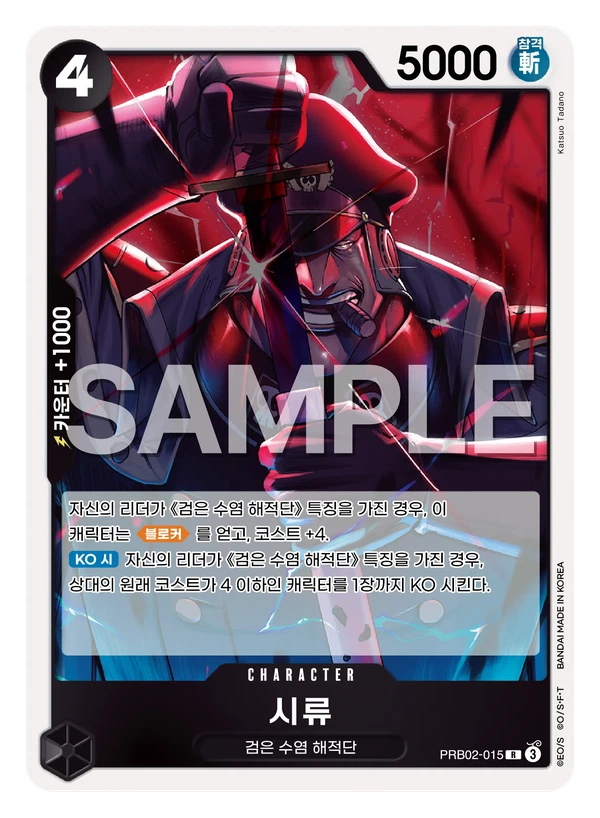 4
5000
참격
斬
Katsuo Tadano
카운터 +1000
SAMPLE
자신의 리더가 《검은 수염 해적단》 특징을 가진 경우, 이
캐릭터는 블로커 를 얻고, 코스트 +4.
KO 시 자신의 리더가 《검은 수염 해적단》 특징을 가진 경우,
상대의 원래 코스트가 4 이하인 캐릭터를 1장까지 KO 시킨다.
CHARACTER
시류
검은 수염 해적단
PRB02-015 R 3
©EO/S ©O/S·F·T BANDAI MADE IN KOREA